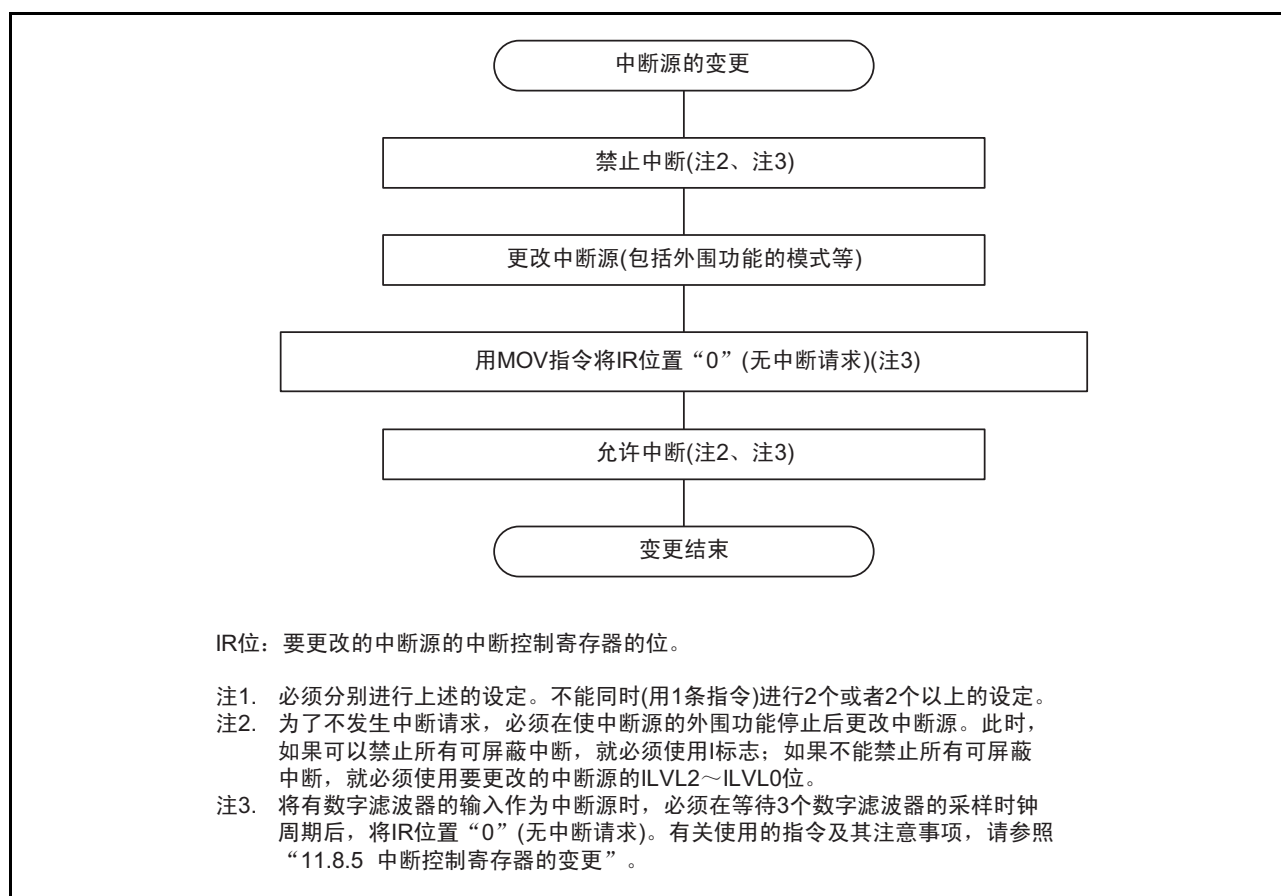 中断源的变更
禁止中断(注2、注3)
更改中断源(包括外围功能的模式等)
用MOV指令将IR位置“0”(无中断请求)(注3)
允许中断(注2、注3)
变更结束
IR位：要更改的中断源的中断控制寄存器的位。
注1. 必须分别进行上述的设定。不能同时(用1条指令)进行2个或者2个以上的设定。
注2. 为了不发生中断请求，必须在使中断源的外围功能停止后更改中断源。此时，
如果可以禁止所有可屏蔽中断，就必须使用I标志；如果不能禁止所有可屏蔽
中断，就必须使用要更改的中断源的ILVL2～ILVL0位。
注3. 将有数字滤波器的输入作为中断源时，必须在等待3个数字滤波器的采样时钟
周期后，将IR位置“0”(无中断请求)。有关使用的指令及其注意事项，请参照
“11.8.5 中断控制寄存器的变更”。